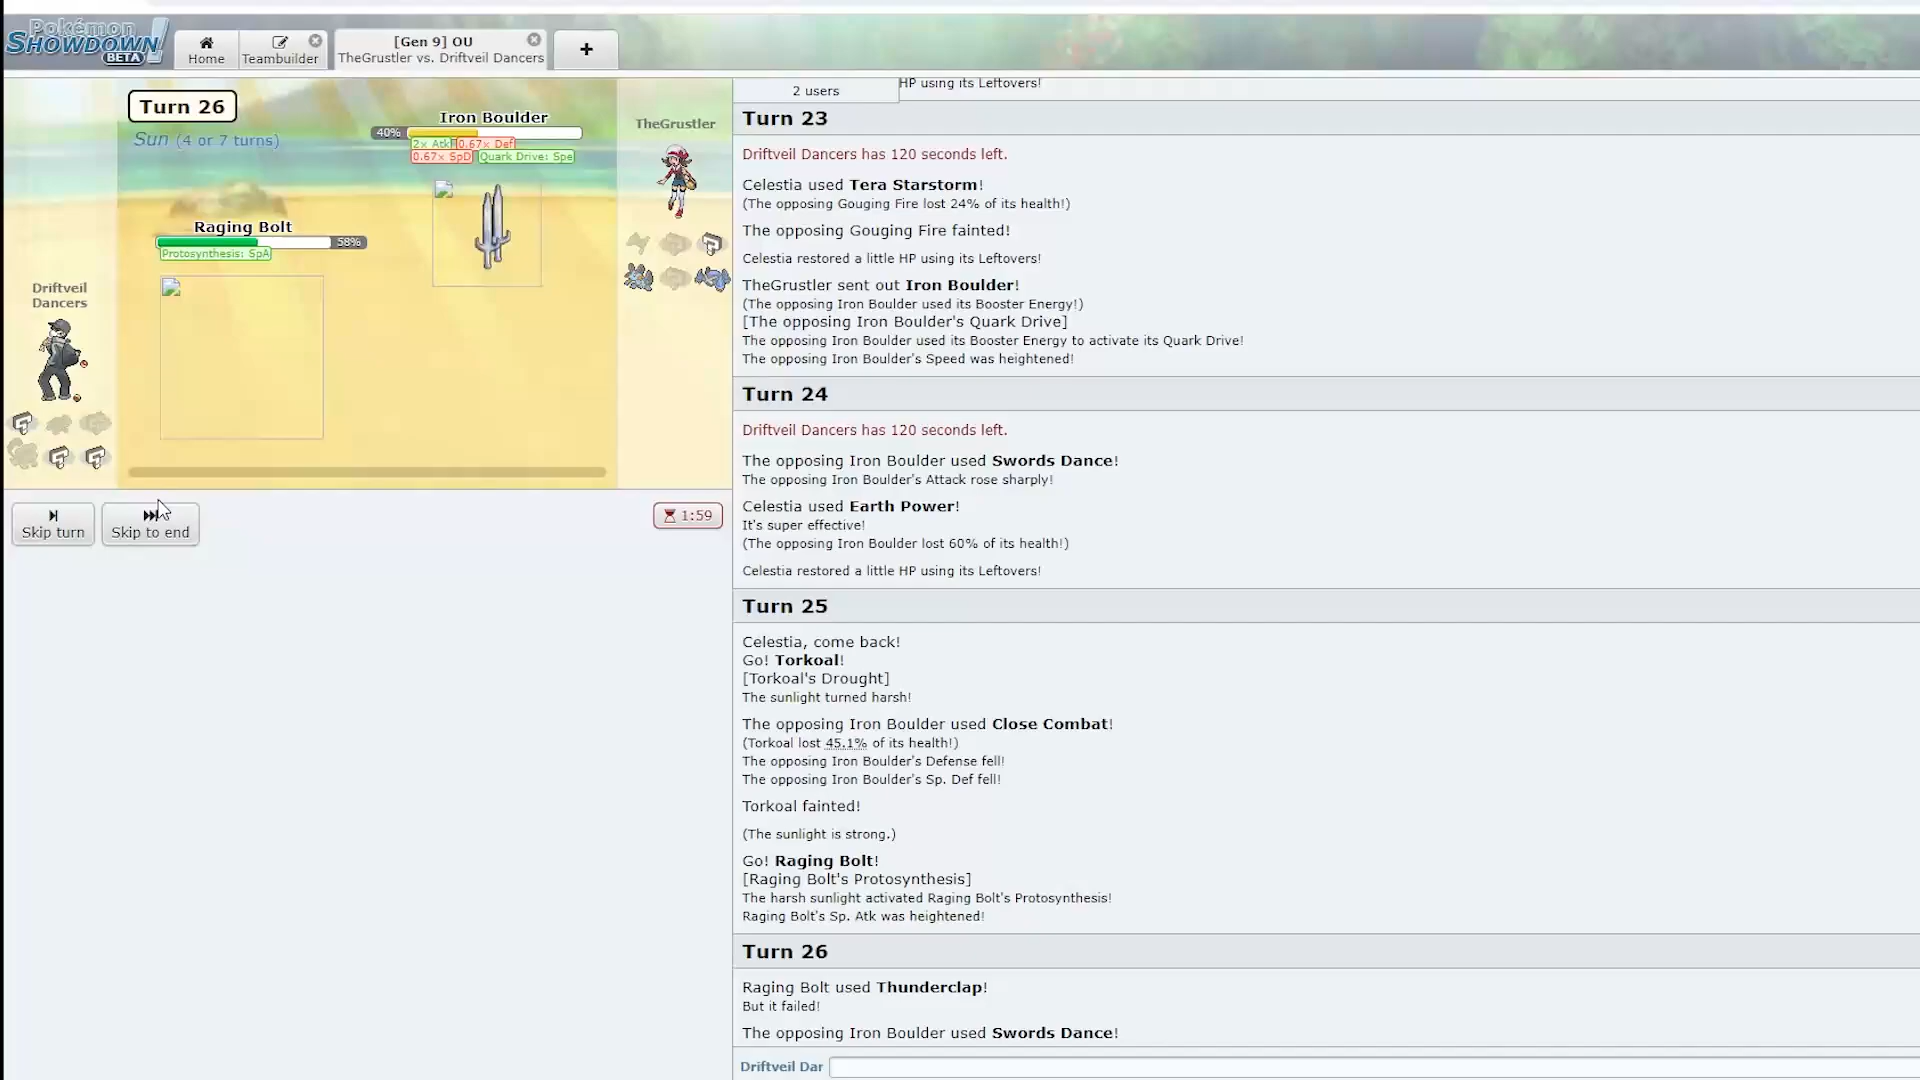 Pokémon
SHOWDOWN!
BETA
Home
Teambuilder
[Gen 9] OU
TheGrustler vs. Driftveil Dancers
+
Turn 26
Sun (4 or 7 turns)
Iron Boulder
40%
2× Atk 0.67× Def
0.67× SpD Quark Drive: Spe
Raging Bolt
58%
Protosynthesis: SpA
TheGrustler
Driftveil
Dancers
Skip turn
Skip to end
1:59
2 users
HP using its Leftovers!
Turn 23
Driftveil Dancers has 120 seconds left.
Celestia used Tera Starstorm!
(The opposing Gouging Fire lost 24% of its health!)
The opposing Gouging Fire fainted!
Celestia restored a little HP using its Leftovers!
TheGrustler sent out Iron Boulder!
(The opposing Iron Boulder used its Booster Energy!)
[The opposing Iron Boulder's Quark Drive]
The opposing Iron Boulder used its Booster Energy to activate its Quark Drive!
The opposing Iron Boulder's Speed was heightened!
Turn 24
Driftveil Dancers has 120 seconds left.
The opposing Iron Boulder used Swords Dance!
The opposing Iron Boulder's Attack rose sharply!
Celestia used Earth Power!
It's super effective!
(The opposing Iron Boulder lost 60% of its health!)
Celestia restored a little HP using its Leftovers!
Turn 25
Celestia, come back!
Go! Torkoal!
[Torkoal's Drought]
The sunlight turned harsh!
The opposing Iron Boulder used Close Combat!
(Torkoal lost 45.1% of its health!)
The opposing Iron Boulder's Defense fell!
The opposing Iron Boulder's Sp. Def fell!
Torkoal fainted!
(The sunlight is strong.)
Go! Raging Bolt!
[Raging Bolt's Protosynthesis]
The harsh sunlight activated Raging Bolt's Protosynthesis!
Raging Bolt's Sp. Atk was heightened!
Turn 26
Raging Bolt used Thunderclap!
But it failed!
The opposing Iron Boulder used Swords Dance!
Driftveil Dar